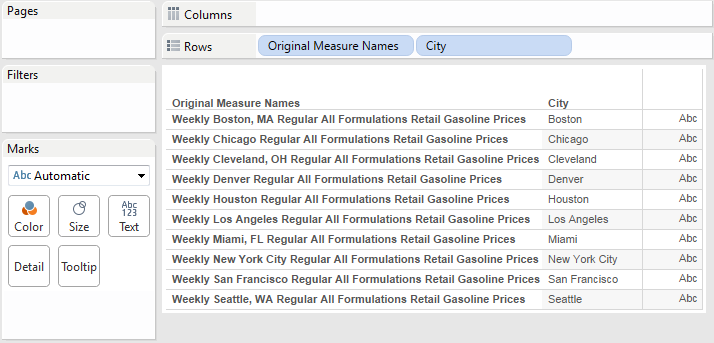 Pages
Columns
Rows Original Measure Names City
Filters
Marks
Abc Automatic
Color Size Abc 123 Text
Detail Tooltip
Original Measure Names City
Weekly Boston, MA Regular All Formulations Retail Gasoline Prices Boston Abc
Weekly Chicago Regular All Formulations Retail Gasoline Prices Chicago Abc
Weekly Cleveland, OH Regular All Formulations Retail Gasoline Prices Cleveland Abc
Weekly Denver Regular All Formulations Retail Gasoline Prices Denver Abc
Weekly Houston Regular All Formulations Retail Gasoline Prices Houston Abc
Weekly Los Angeles Regular All Formulations Retail Gasoline Prices Los Angeles Abc
Weekly Miami, FL Regular All Formulations Retail Gasoline Prices Miami Abc
Weekly New York City Regular All Formulations Retail Gasoline Prices New York City Abc
Weekly San Francisco Regular All Formulations Retail Gasoline Prices San Francisco Abc
Weekly Seattle, WA Regular All Formulations Retail Gasoline Prices Seattle Abc